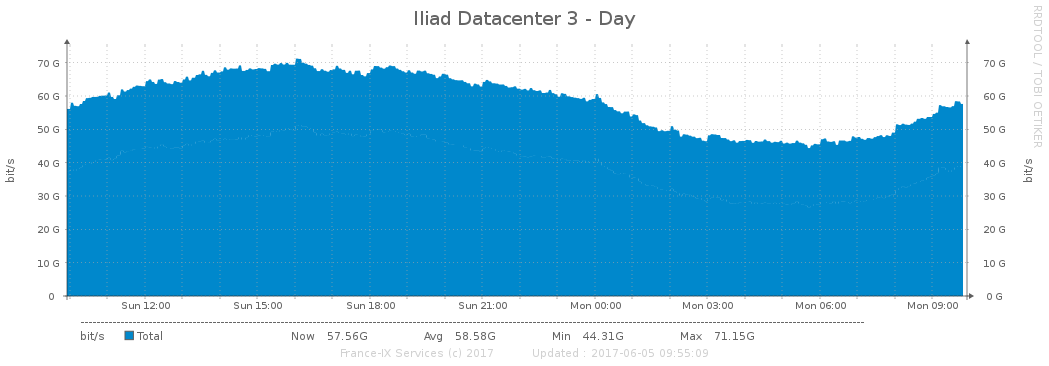 Iliad Datacenter 3 - Day
RRDTOOL / TOBI OETIKER
bit/s
70 G
60 G
50 G
40 G
30 G
20 G
10 G
0
70 G
60 G
50 G
40 G
30 G
20 G
10 G
0 G
bit/s
Sun 12:00 Sun 15:00 Sun 18:00 Sun 21:00 Mon 00:00 Mon 03:00 Mon 06:00 Mon 09:00
bit/s Total Now 57.56G Avg 58.58G Min 44.31G Max 71.15G
France-IX Services (c) 2017 Updated : 2017-06-05 09:55:09